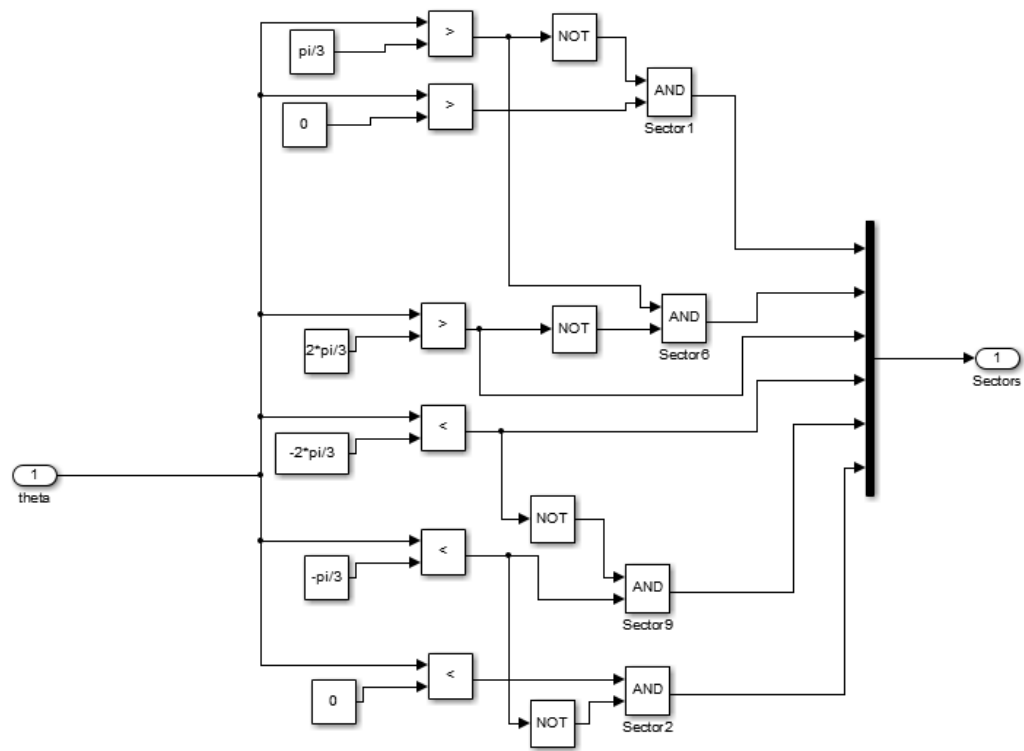 >
NOT
pi/3
AND
>
0
Sector1
>
NOT
AND
2*pi/3
Sector6
1
Sectors
<
-2*pi/3
1
theta
NOT
<
-pi/3
AND
Sector9
<
AND
0
NOT
Sector2